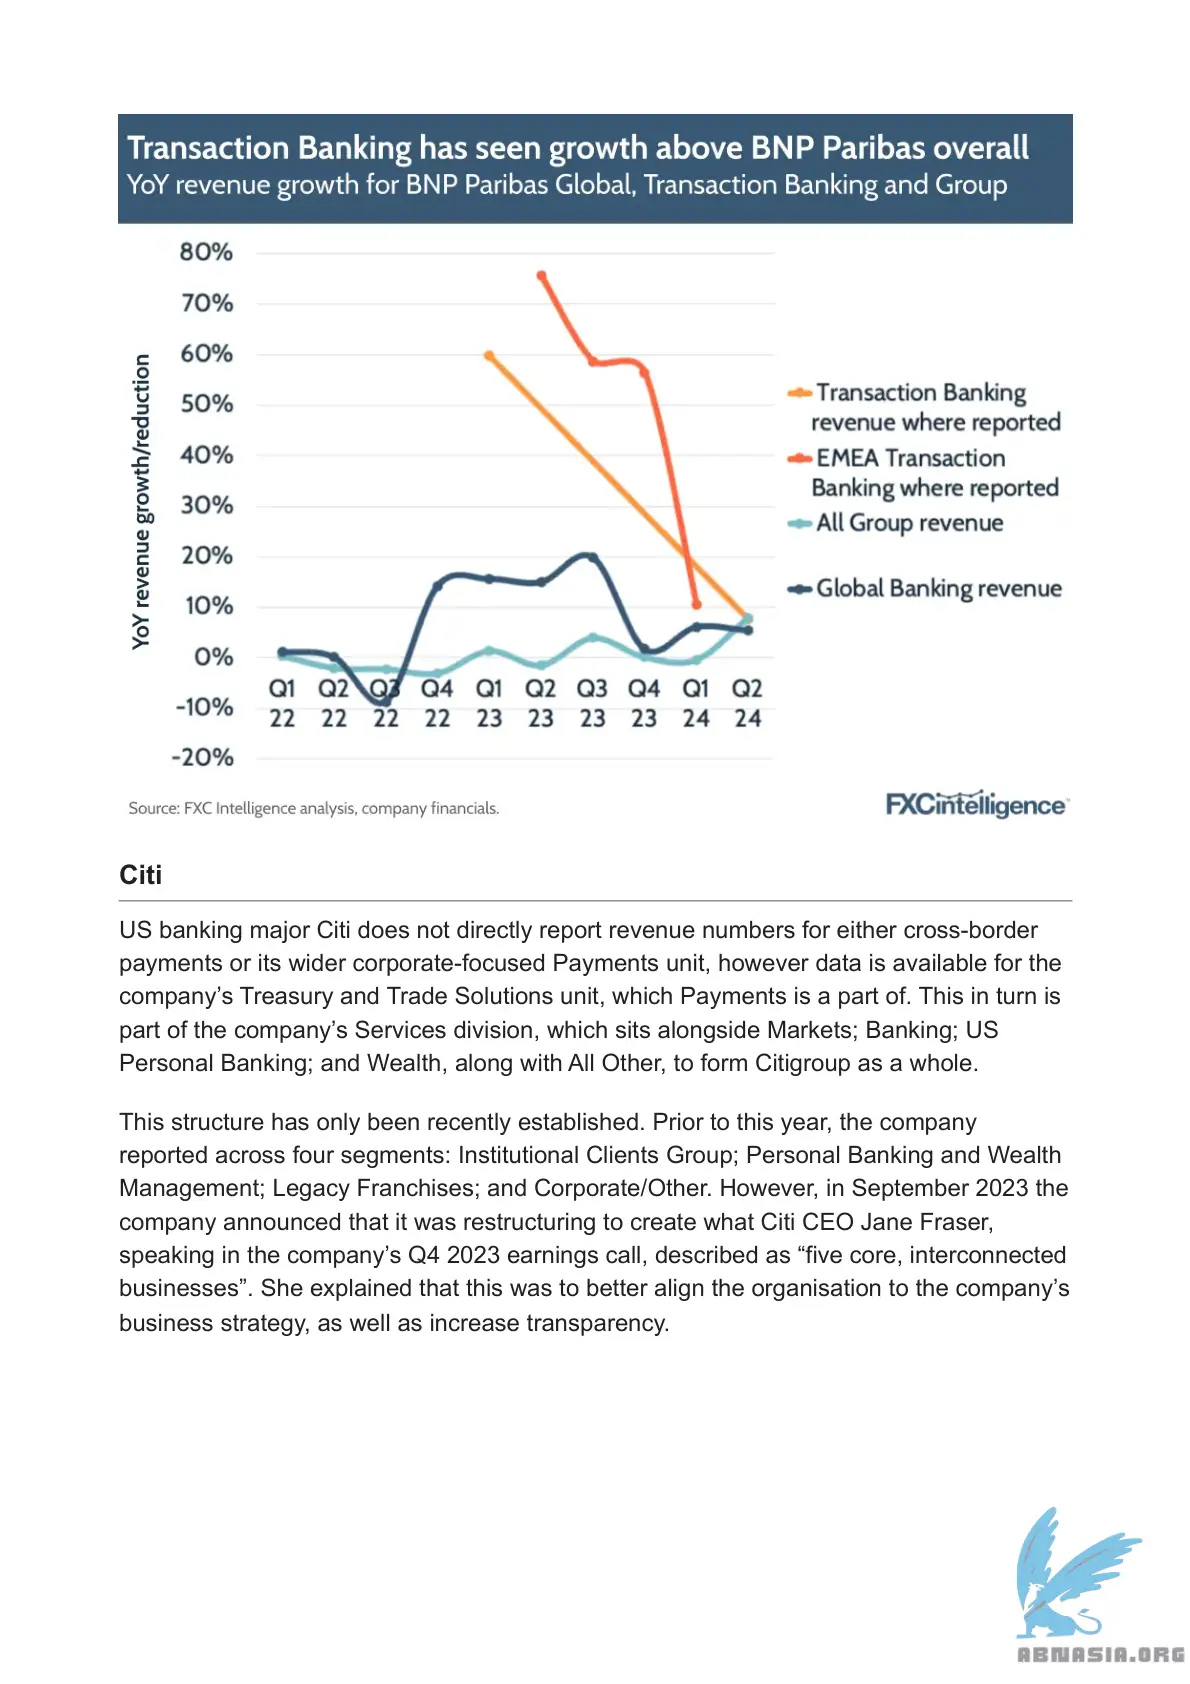 Transaction Banking has seen growth above BNP Paribas overall
YoY revenue growth for BNP Paribas Global, Transaction Banking and Group
80%
70%
60%
50%
40%
30%
20%
10%
0%
-10%
-20%
YoY revenue growth/reduction
Q1 Q2 Q3 Q4 Q1 Q2 Q3 Q4 Q1 Q2
22 22 22 22 23 23 23 23 24 24
Transaction Banking
revenue where reported
EMEA Transaction
Banking where reported
All Group revenue
Global Banking revenue
Source: FXC Intelligence analysis, company financials.
FXCintelligence™
Citi
US banking major Citi does not directly report revenue numbers for either cross-border
payments or its wider corporate-focused Payments unit, however data is available for the
company’s Treasury and Trade Solutions unit, which Payments is a part of. This in turn is
part of the company’s Services division, which sits alongside Markets; Banking; US
Personal Banking; and Wealth, along with All Other, to form Citigroup as a whole.
This structure has only been recently established. Prior to this year, the company
reported across four segments: Institutional Clients Group; Personal Banking and Wealth
Management; Legacy Franchises; and Corporate/Other. However, in September 2023 the
company announced that it was restructuring to create what Citi CEO Jane Fraser,
speaking in the company’s Q4 2023 earnings call, described as “five core, interconnected
businesses”. She explained that this was to better align the organisation to the company’s
business strategy, as well as increase transparency.
ABNASIA.ORG